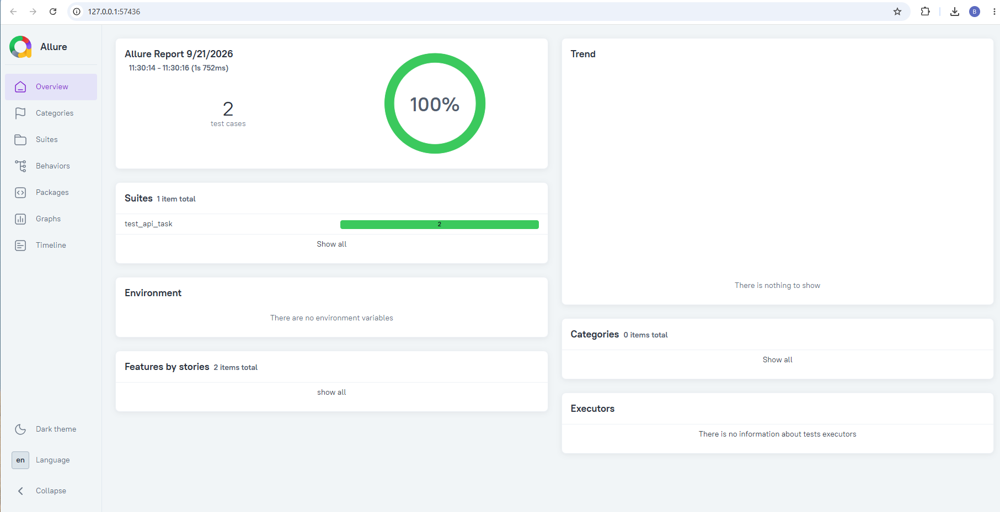 127.0.0.1:57436
B
Allure
Overview
Categories
Suites
Behaviors
Packages
Graphs
Timeline
Dark theme
en Language
Collapse
Allure Report 9/21/2026
11:30:14 - 11:30:16 (1s 752ms)
2
test cases
100%
Suites 1 item total
test_api_task 2
Show all
Environment
There are no environment variables
Features by stories 2 items total
show all
Trend
There is nothing to show
Categories 0 items total
Show all
Executors
There is no information about tests executors